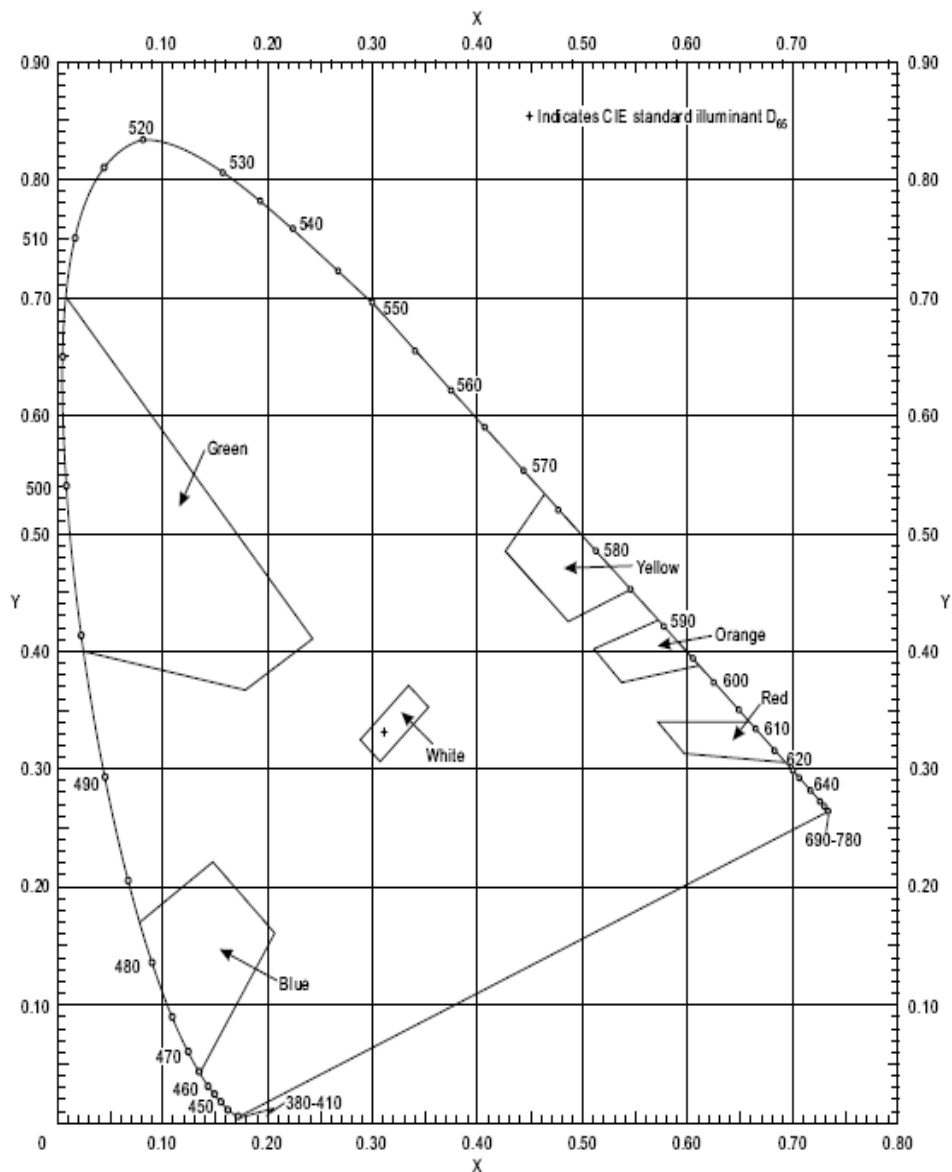 X
0.10 0.20 0.30 0.40 0.50 0.60 0.70
0.90 0.90
+ Indicates CIE standard illuminant D65
520
530
0.80 0.80
540
510
0.70 0.70
550
560
0.60 0.60
570
Green
500
0.50 0.50
580
Yellow
Y Y
590
Orange
0.40 0.40
600
Red
610
White
620
0.30 0.30
490 640
690-780
0.20 0.20
480
Blue
0.10 0.10
470
460
450 380-410
0 0.10 0.20 0.30 0.40 0.50 0.60 0.70 0.80
X